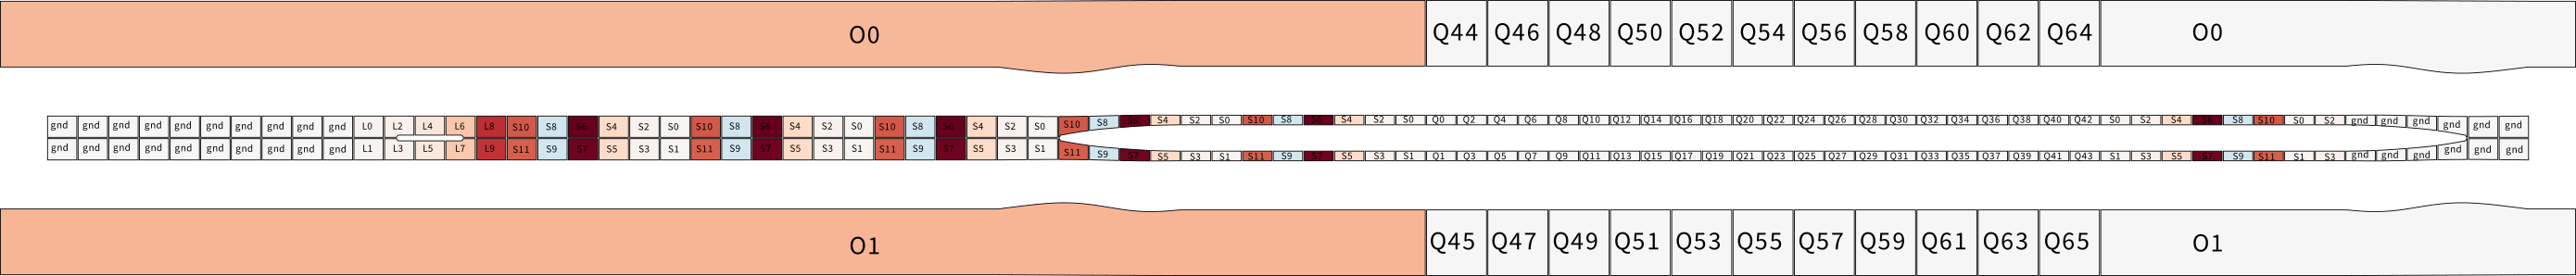 O0 Q44 Q46 Q48 Q50 Q52 Q54 Q56 Q58 Q60 Q62 Q64 O0
gnd gnd gnd gnd gnd gnd gnd gnd gnd gnd L0 L2 L4 L6 L8 S10 S8 S6 S4 S2 S0 S10 S8 S6 S4 S2 S0 S10 S8 S6 S4 S2 S0 S10 S8 S6 S4 S2 S0 S10 S8 S6 S4 S2 S0 Q0 Q2 Q4 Q6 Q8 Q10 Q12 Q14 Q16 Q18 Q20 Q22 Q24 Q26 Q28 Q30 Q32 Q34 Q36 Q38 Q40 Q42 S0 S2 S4 S6 S8 S10 S0 S2 gnd gnd gnd gnd gnd gnd
gnd gnd gnd gnd gnd gnd gnd gnd gnd gnd L1 L3 L5 L7 L9 S11 S9 S7 S5 S3 S1 S11 S9 S7 S5 S3 S1 S11 S9 S7 S5 S3 S1 S11 S9 S7 S5 S3 S1 S11 S9 S7 S5 S3 S1 Q1 Q3 Q5 Q7 Q9 Q11 Q13 Q15 Q17 Q19 Q21 Q23 Q25 Q27 Q29 Q31 Q33 Q35 Q37 Q39 Q41 Q43 S1 S3 S5 S7 S9 S11 S1 S3 gnd gnd gnd gnd gnd gnd
O1 Q45 Q47 Q49 Q51 Q53 Q55 Q57 Q59 Q61 Q63 Q65 O1